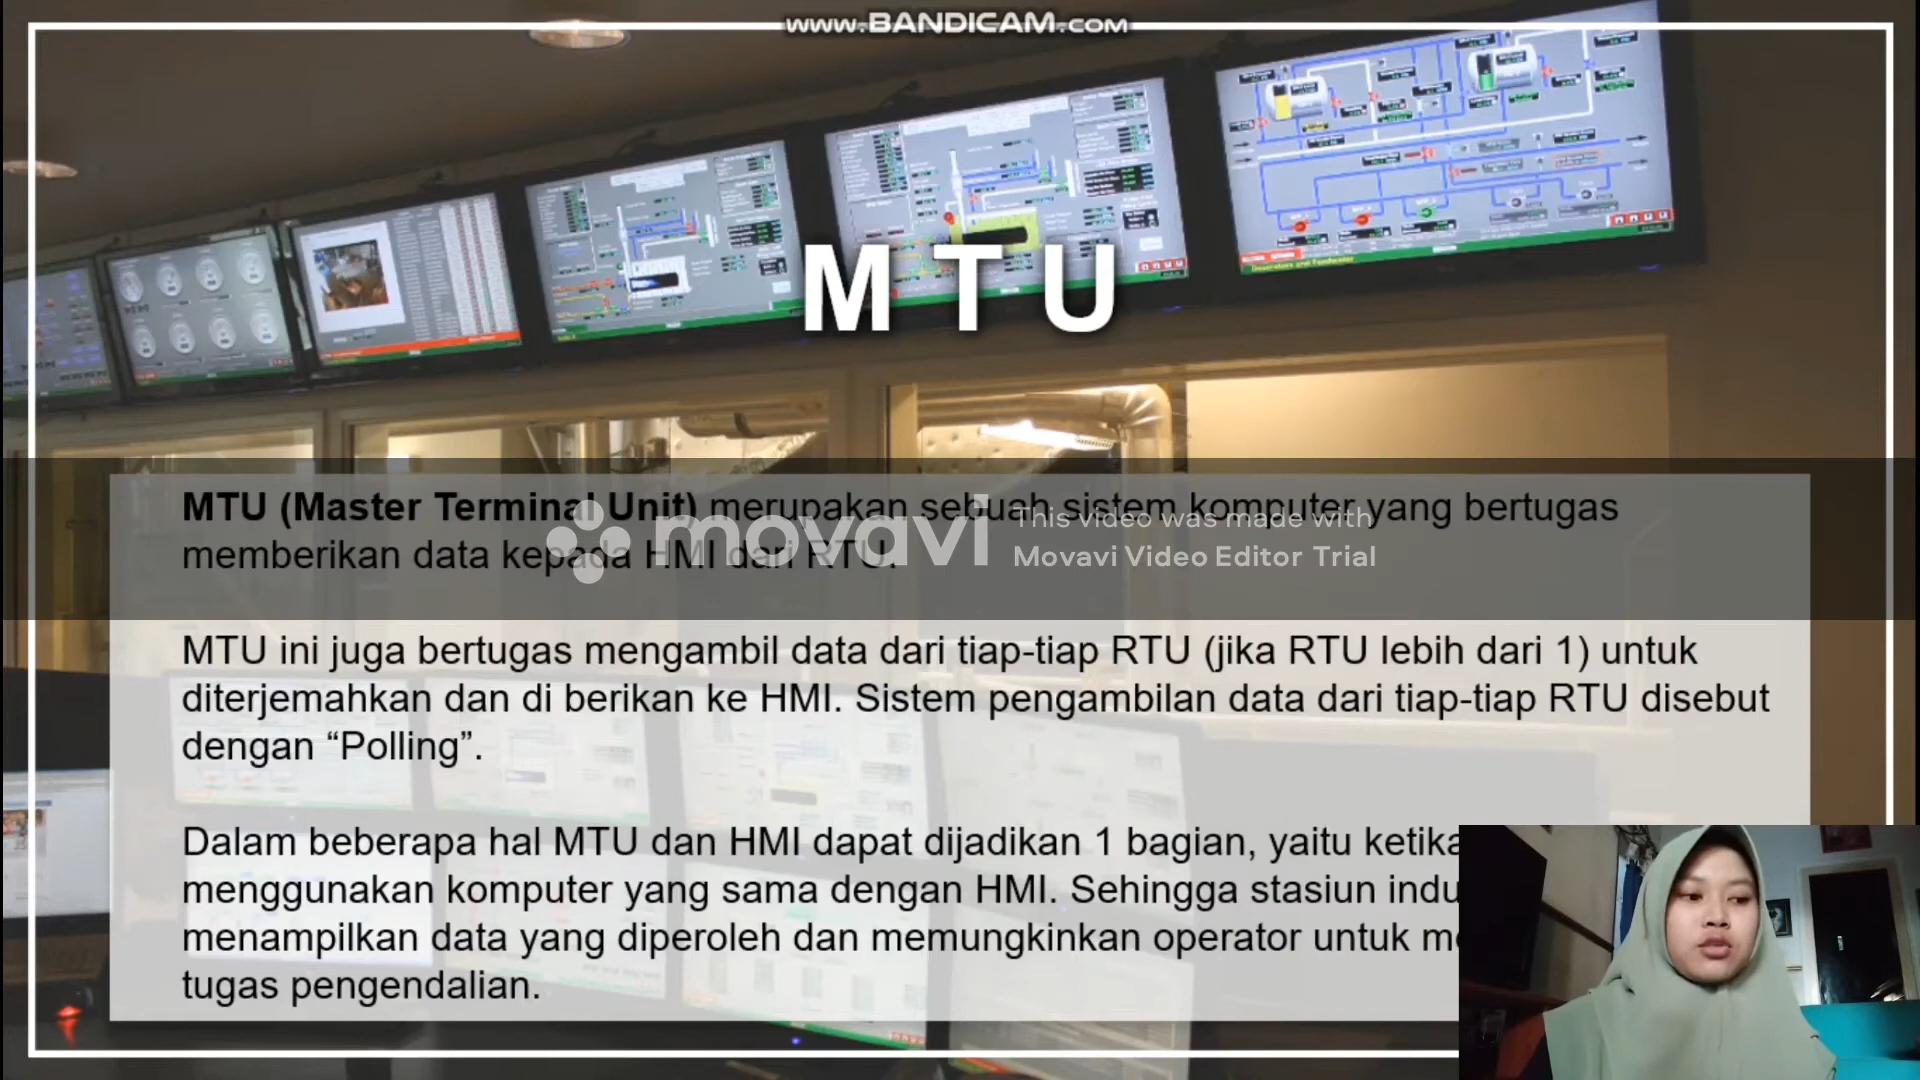 www.BANDICAM.com
MTU
MTU (Master Terminal Unit) merupakan sebuah sistem komputer yang bertugas
memberikan data kepada HMI dari RTU.
movavi
This video was made with
Movavi Video Editor Trial
MTU ini juga bertugas mengambil data dari tiap-tiap RTU (jika RTU lebih dari 1) untuk
diterjemahkan dan di berikan ke HMI. Sistem pengambilan data dari tiap-tiap RTU disebut
dengan “Polling”.
Dalam beberapa hal MTU dan HMI dapat dijadikan 1 bagian, yaitu ketika
menggunakan komputer yang sama dengan HMI. Sehingga stasiun
menampilkan data yang diperoleh dan memungkinkan operator untuk
tugas pengendalian.